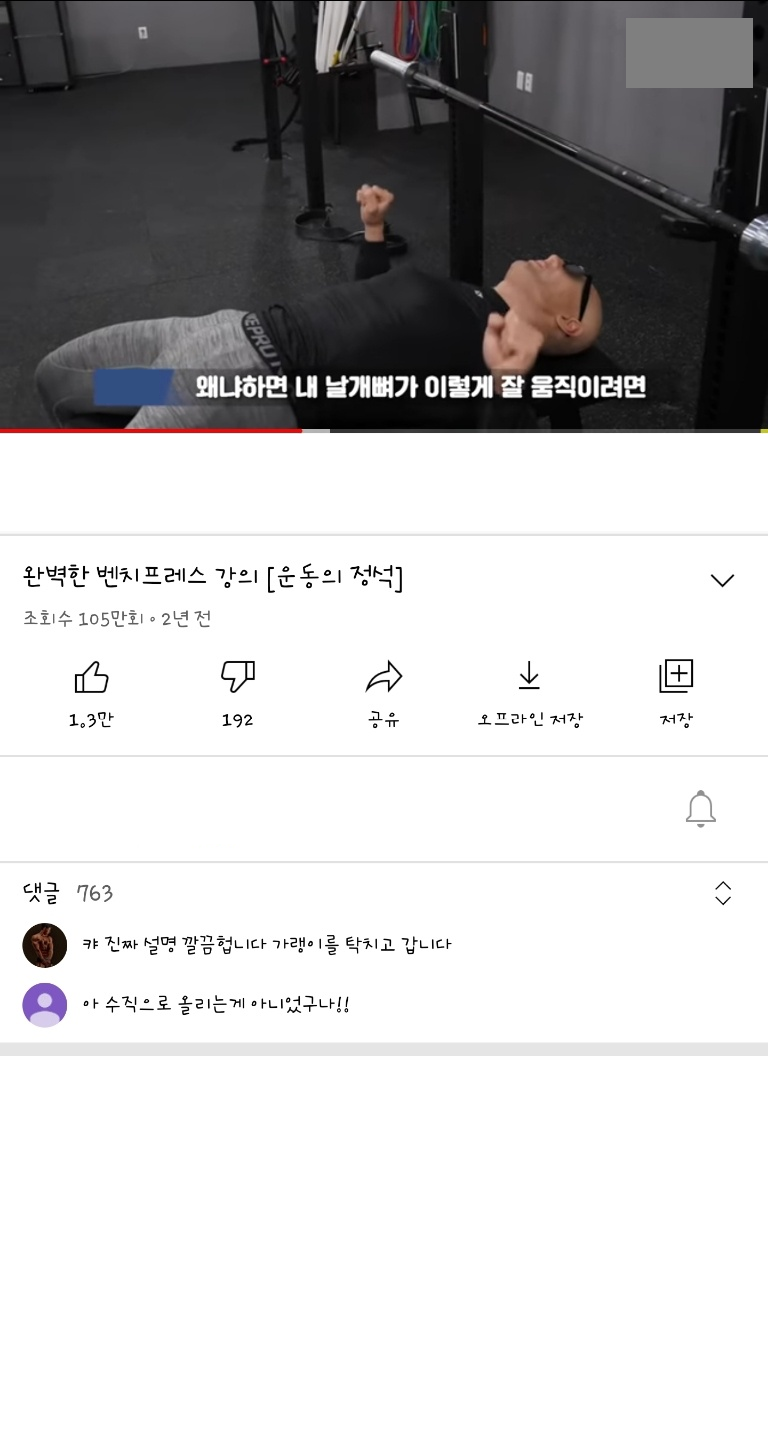 왜냐하면 내 날개뼈가 이렇게 잘 움직이려면
완벽한 벤치프레스 강의 [운동의 정석]
조회수 105만회 • 2년 전
1.3만
192
공유
오프라인 저장
저장
댓글 763
캬 진짜 설명 깔끔헙니다 가랭이를 탁치고 갑니다
아 수직으로 올리는게 아니었구나!!